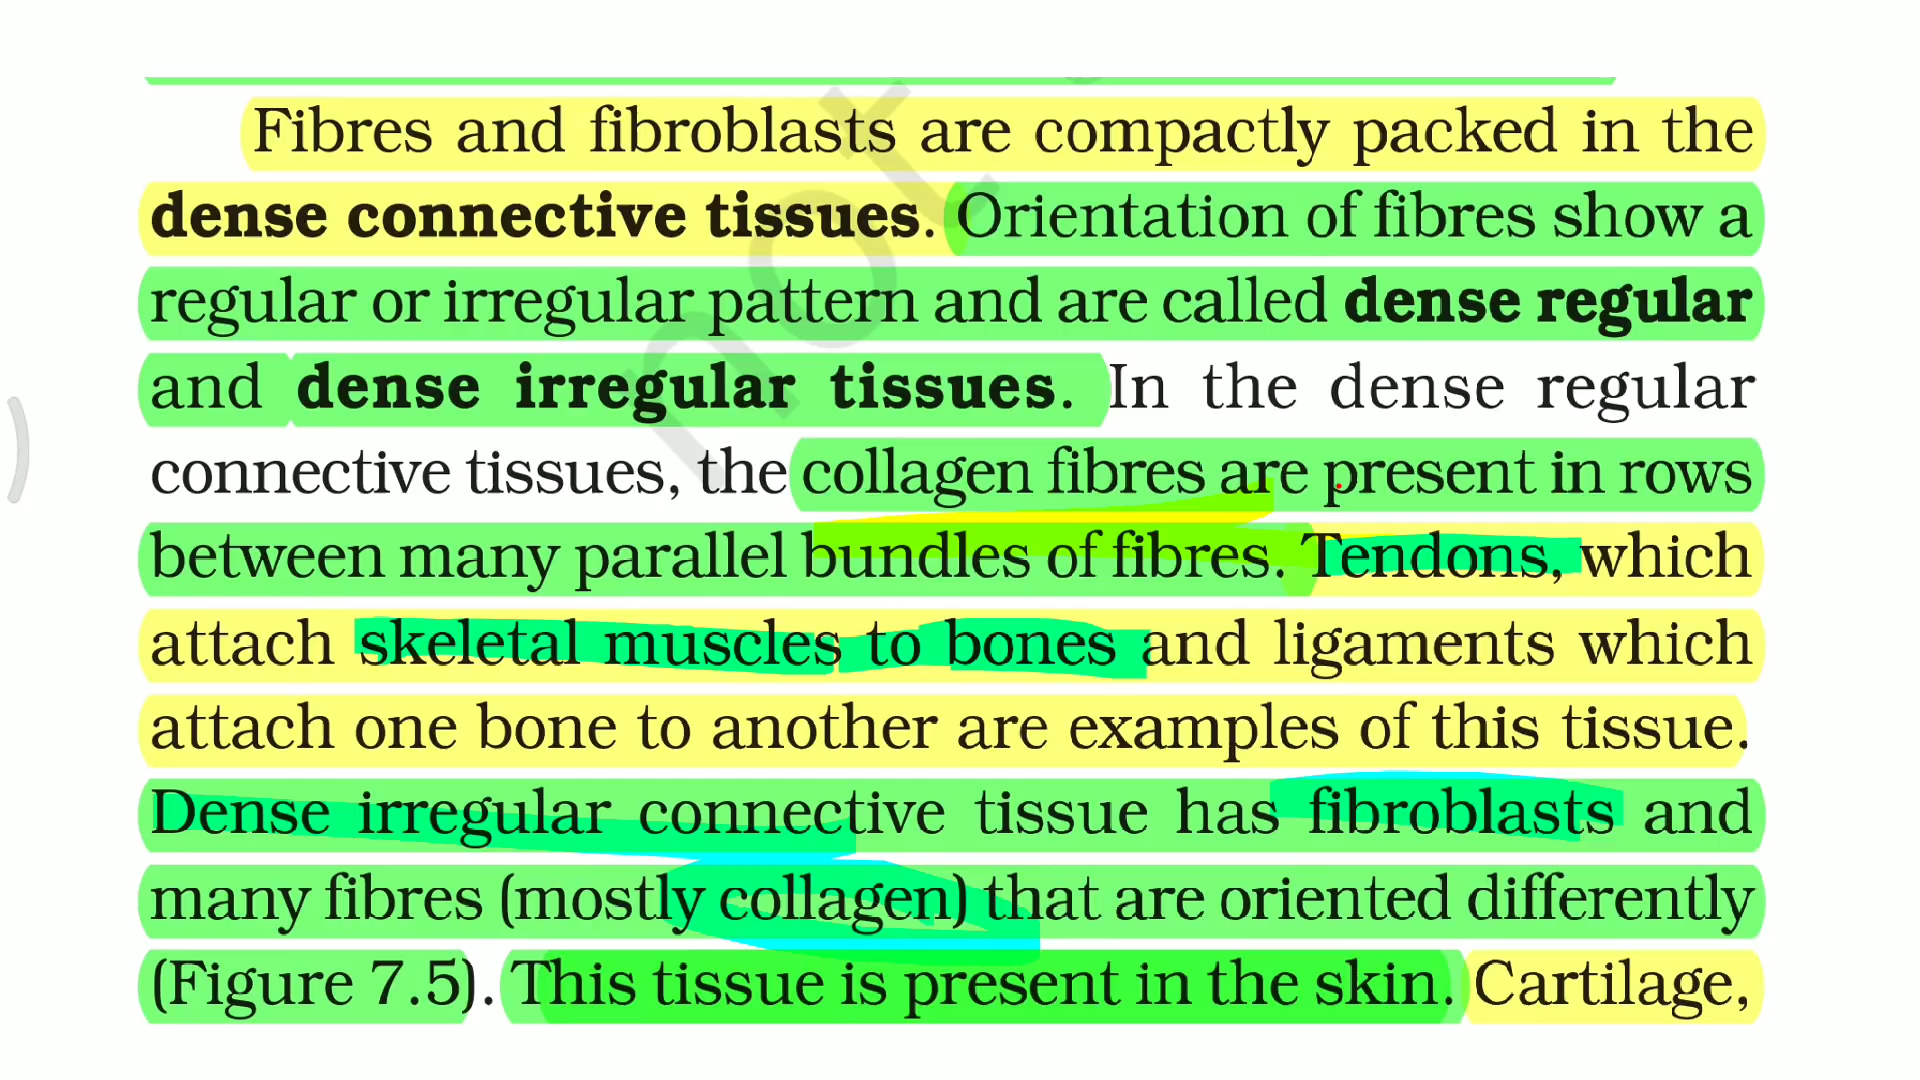 Fibres and fibroblasts are compactly packed in the
dense connective tissues. Orientation of fibres show a
regular or irregular pattern and are called dense regular
and dense irregular tissues. In the dense regular
connective tissues, the collagen fibres are present in rows
between many parallel bundles of fibres. Tendons, which
attach skeletal muscles to bones and ligaments which
attach one bone to another are examples of this tissue.
Dense irregular connective tissue has fibroblasts and
many fibres (mostly collagen) that are oriented differently
(Figure 7.5). This tissue is present in the skin. Cartilage,
not